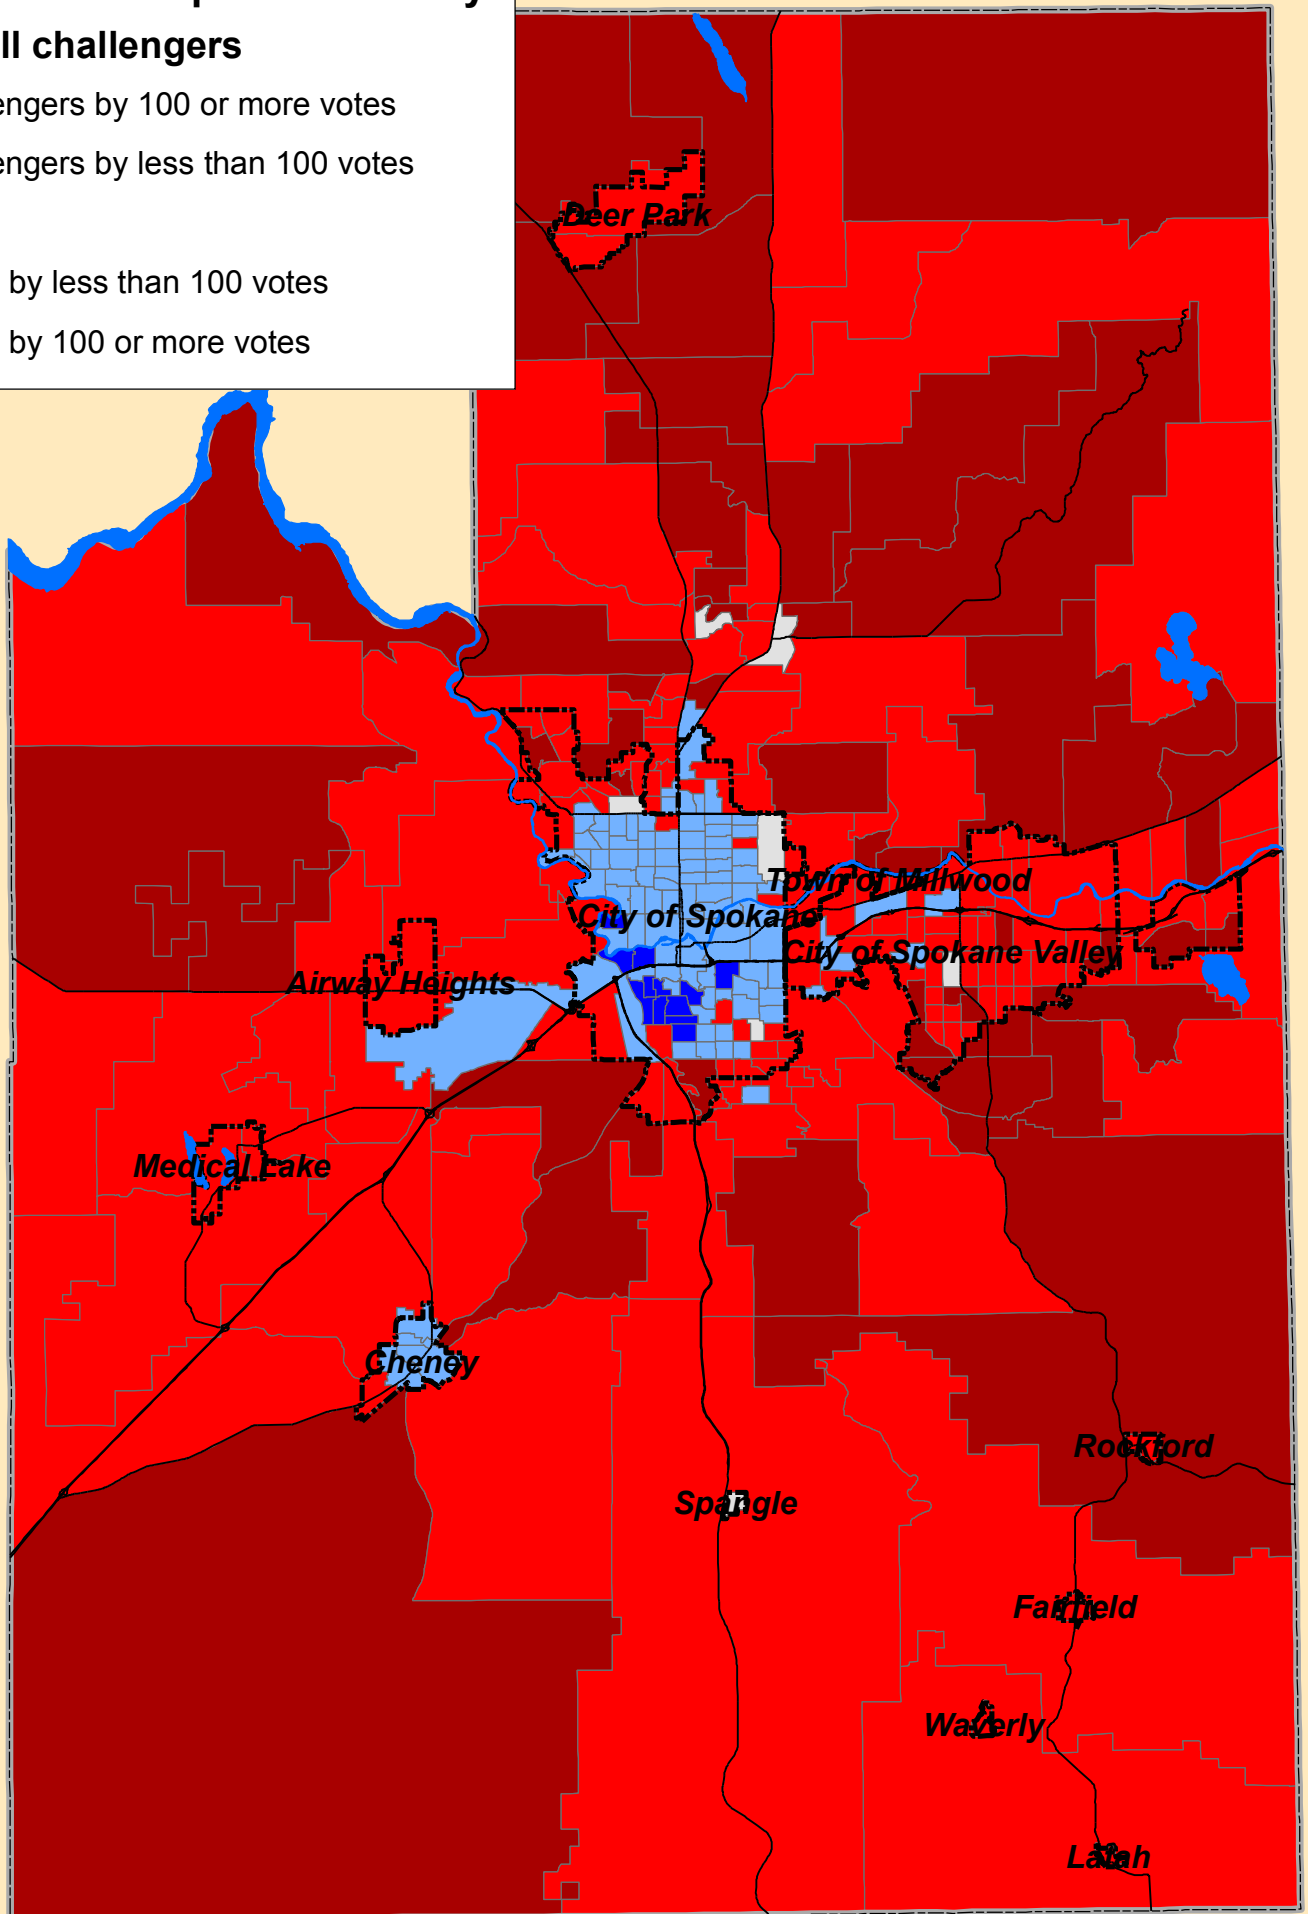 ll challengers
engers by 100 or more votes
engers by less than 100 votes
by less than 100 votes
by 100 or more votes
Deer Park
Town of Millwood
City of Spokane
City of Spokane Valley
Airway Heights
Medical Lake
Cheney
Rockford
Spangle
Fairfield
Waverly
Latah